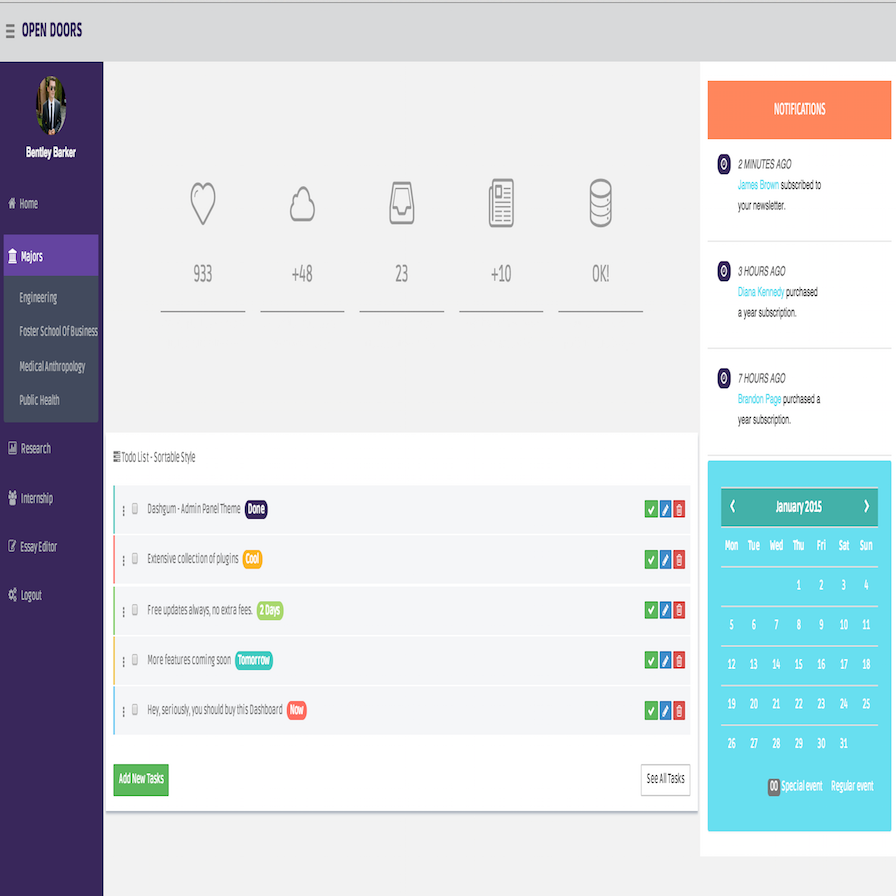 OPEN DOORS
Bentley Barker
Home
Majors
Engineering
Foster School Of Business
Medical Anthropology
Public Health
Research
Internship
Essay Editor
Logout
933 +48 23 +10 OK!
Todo List - Sortable Style
Dashgum - Admin Panel Theme Done
Extensive collection of plugins Cool
Free updates always, no extra fees. 2 Days
More features coming soon Tomorrow
Hey, seriously, you should buy this Dashboard Now
Add New Tasks See All Tasks
NOTIFICATIONS
2 MINUTES AGO
James Brown subscribed to
your newsletter.
3 HOURS AGO
Diana Kennedy purchased
a year subscription.
7 HOURS AGO
Brandon Page purchased a
year subscription.
January 2015
Mon Tue Wed Thu Fri Sat Sun
1 2 3 4
5 6 7 8 9 10 11
12 13 14 15 16 17 18
19 20 21 22 23 24 25
26 27 28 29 30 31
00 Special event Regular event